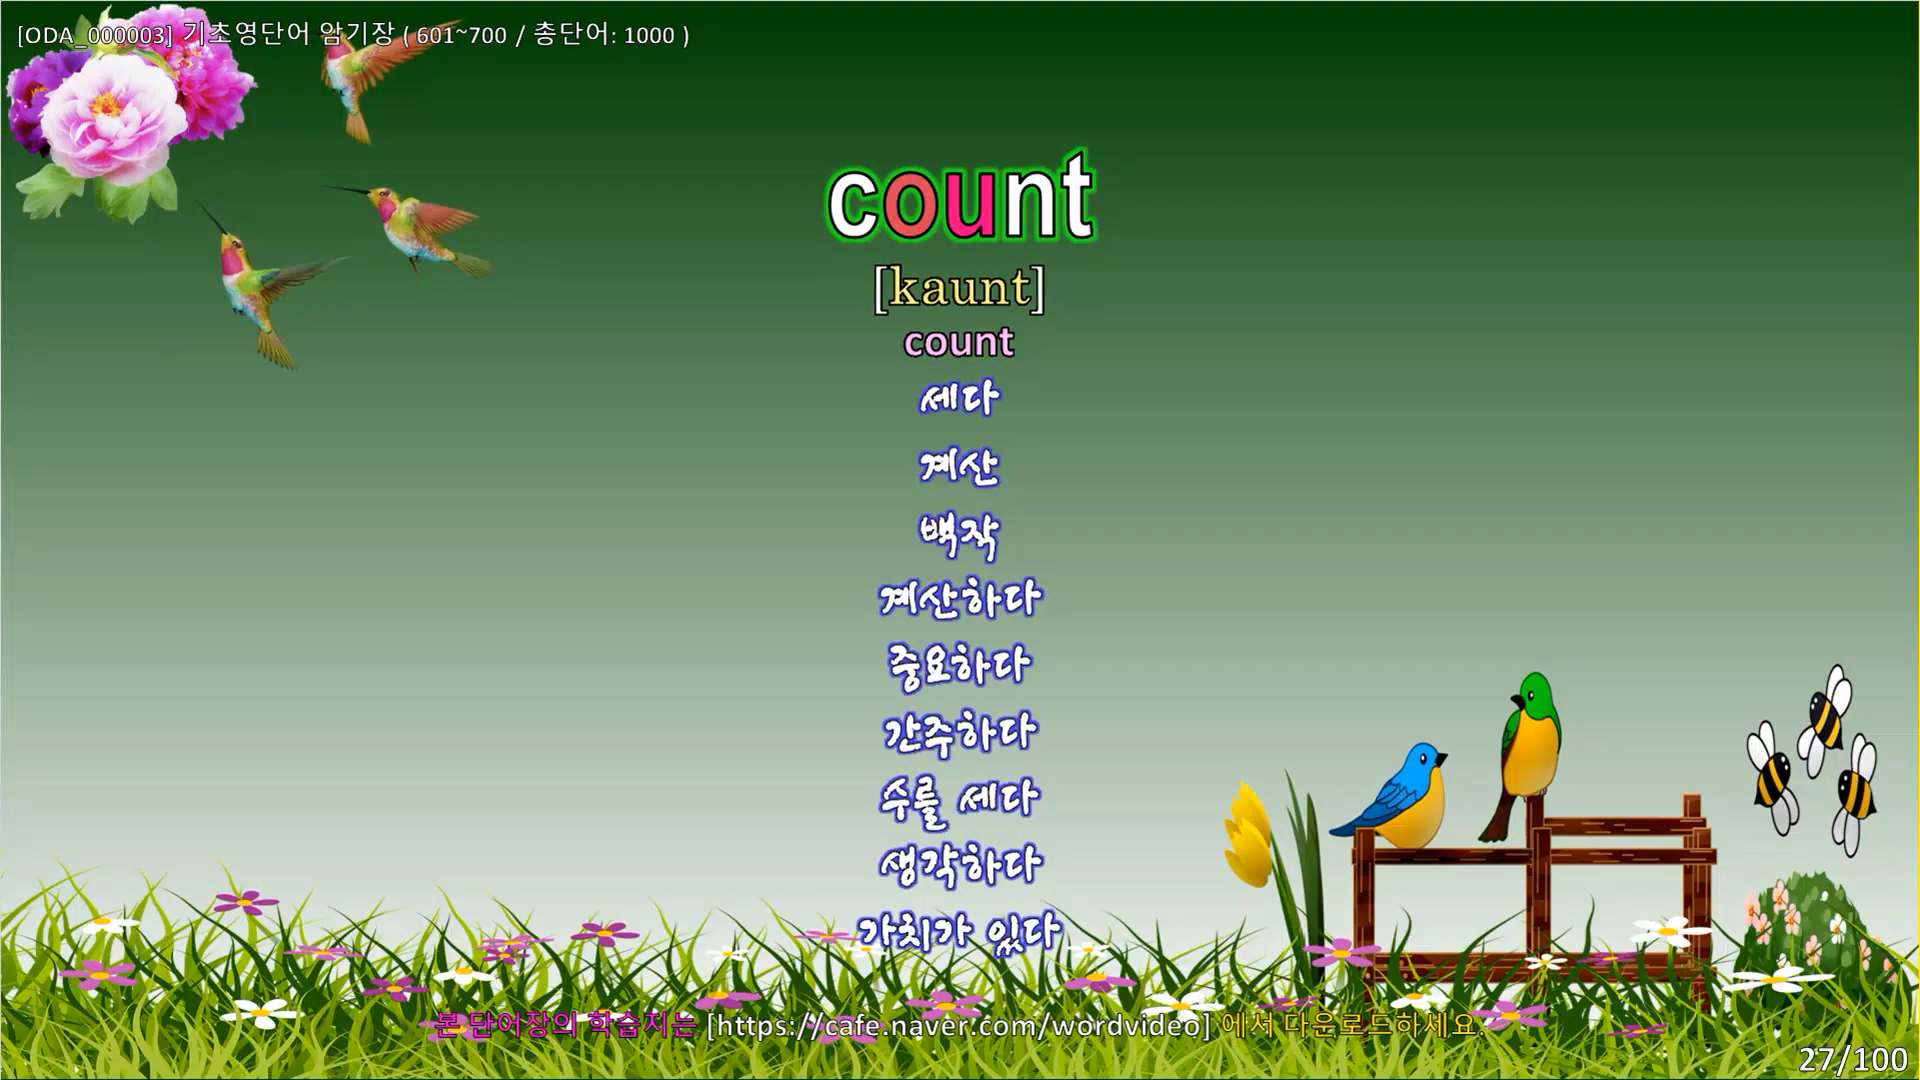 [ODA_000003] 기초영단어 암기장 ( 601~700 / 총단어: 1000 )
count
[kaunt]
count
세다
계산
백작
계산하다
중요하다
간주하다
수를 세다
생각하다
가치가 있다
본 단어장의 학습지는 [https://cafe.naver.com/wordvideo] 에서 다운로드하세요.
27/100